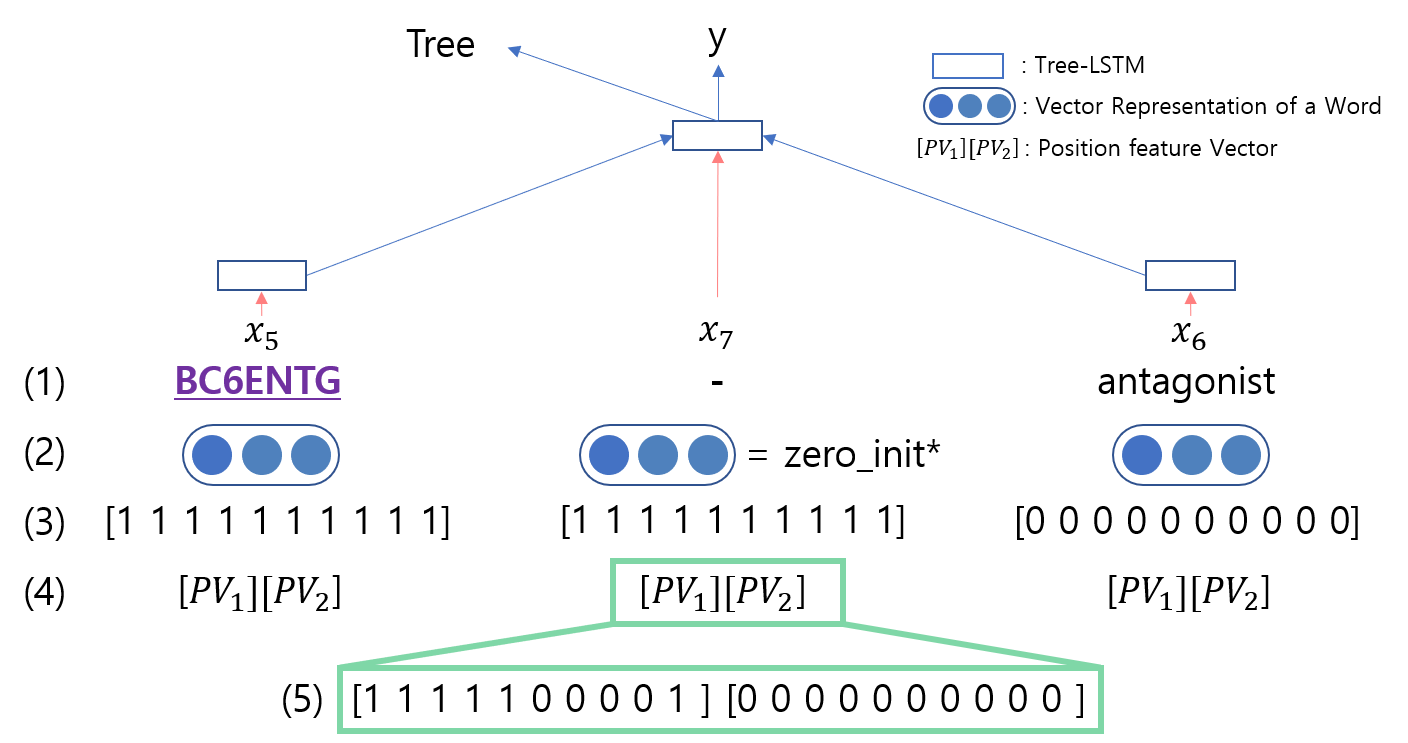 Tree
y
: Tree-LSTM
: Vector Representation of a Word
[PV₁][PV₂] : Position feature Vector
x₅ x₇ x₆
(1) BC6ENTG - antagonist
(2) = zero_init*
(3) [1 1 1 1 1 1 1 1 1 1] [1 1 1 1 1 1 1 1 1 1] [0 0 0 0 0 0 0 0 0 0]
(4) [PV₁][PV₂] [PV₁][PV₂] [PV₁][PV₂]
(5) [1 1 1 1 1 0 0 0 0 1 ] [0 0 0 0 0 0 0 0 0 0 ]